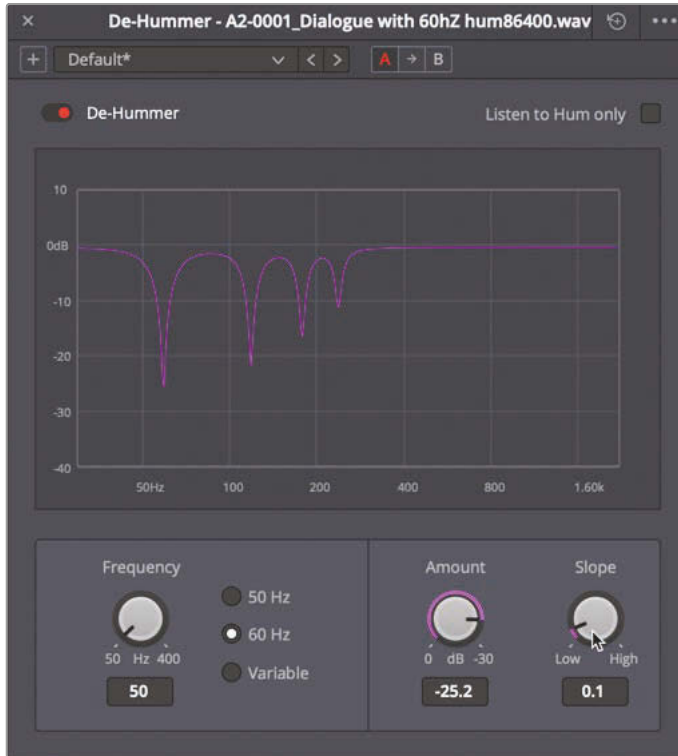 De-Hummer - A2-0001_Dialogue with 60hZ hum86400.wav
Default*
A
B
De-Hummer
Listen to Hum only
10
0dB
-10
-20
-30
-40
50Hz 100 200 400 800 1.60k
Frequency
50 Hz 400
50
50 Hz
60 Hz
Variable
Amount
0 dB -30
-25.2
Slope
Low High
0.1